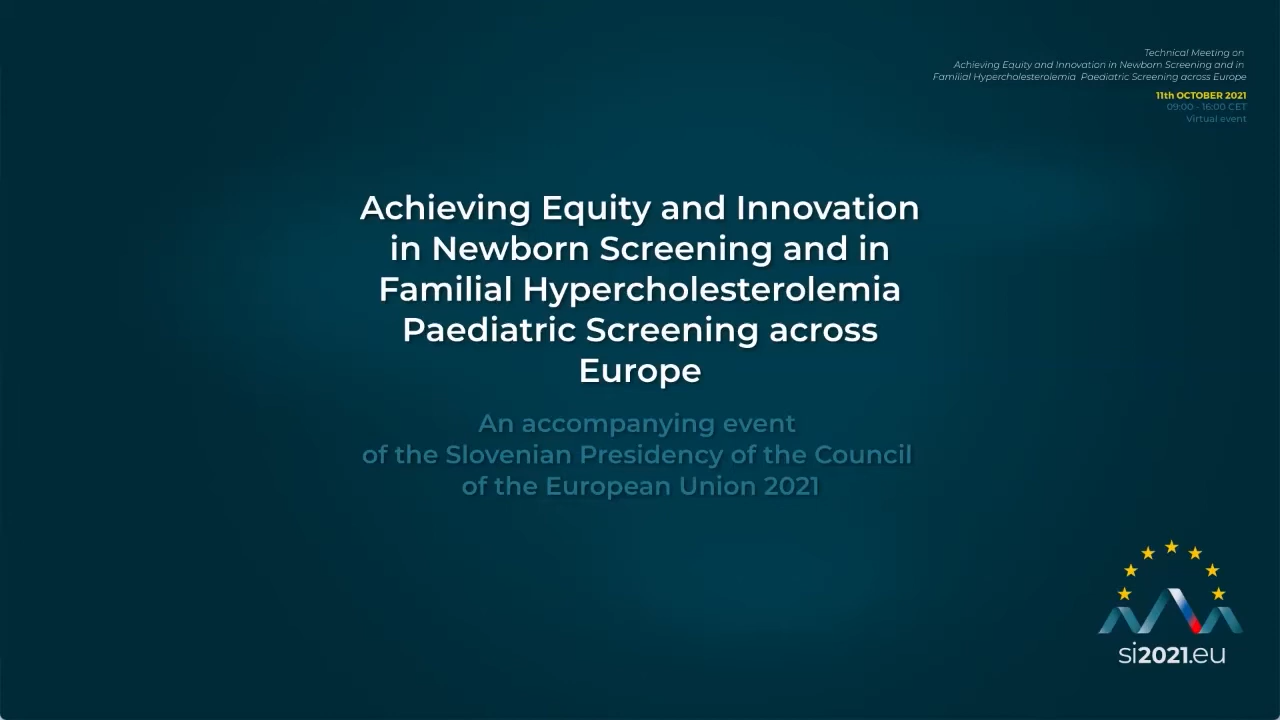 Technical Meeting on
Achieving Equity and Innovation in Newborn Screening and in
Familial Hypercholesterolemia Paediatric Screening across Europe
11th OCTOBER 2021
09:00 - 16:00 CET
Virtual event
Achieving Equity and Innovation
in Newborn Screening and in
Familial Hypercholesterolemia
Paediatric Screening across
Europe
An accompanying event
of the Slovenian Presidency of the Council
of the European Union 2021
si2021.eu